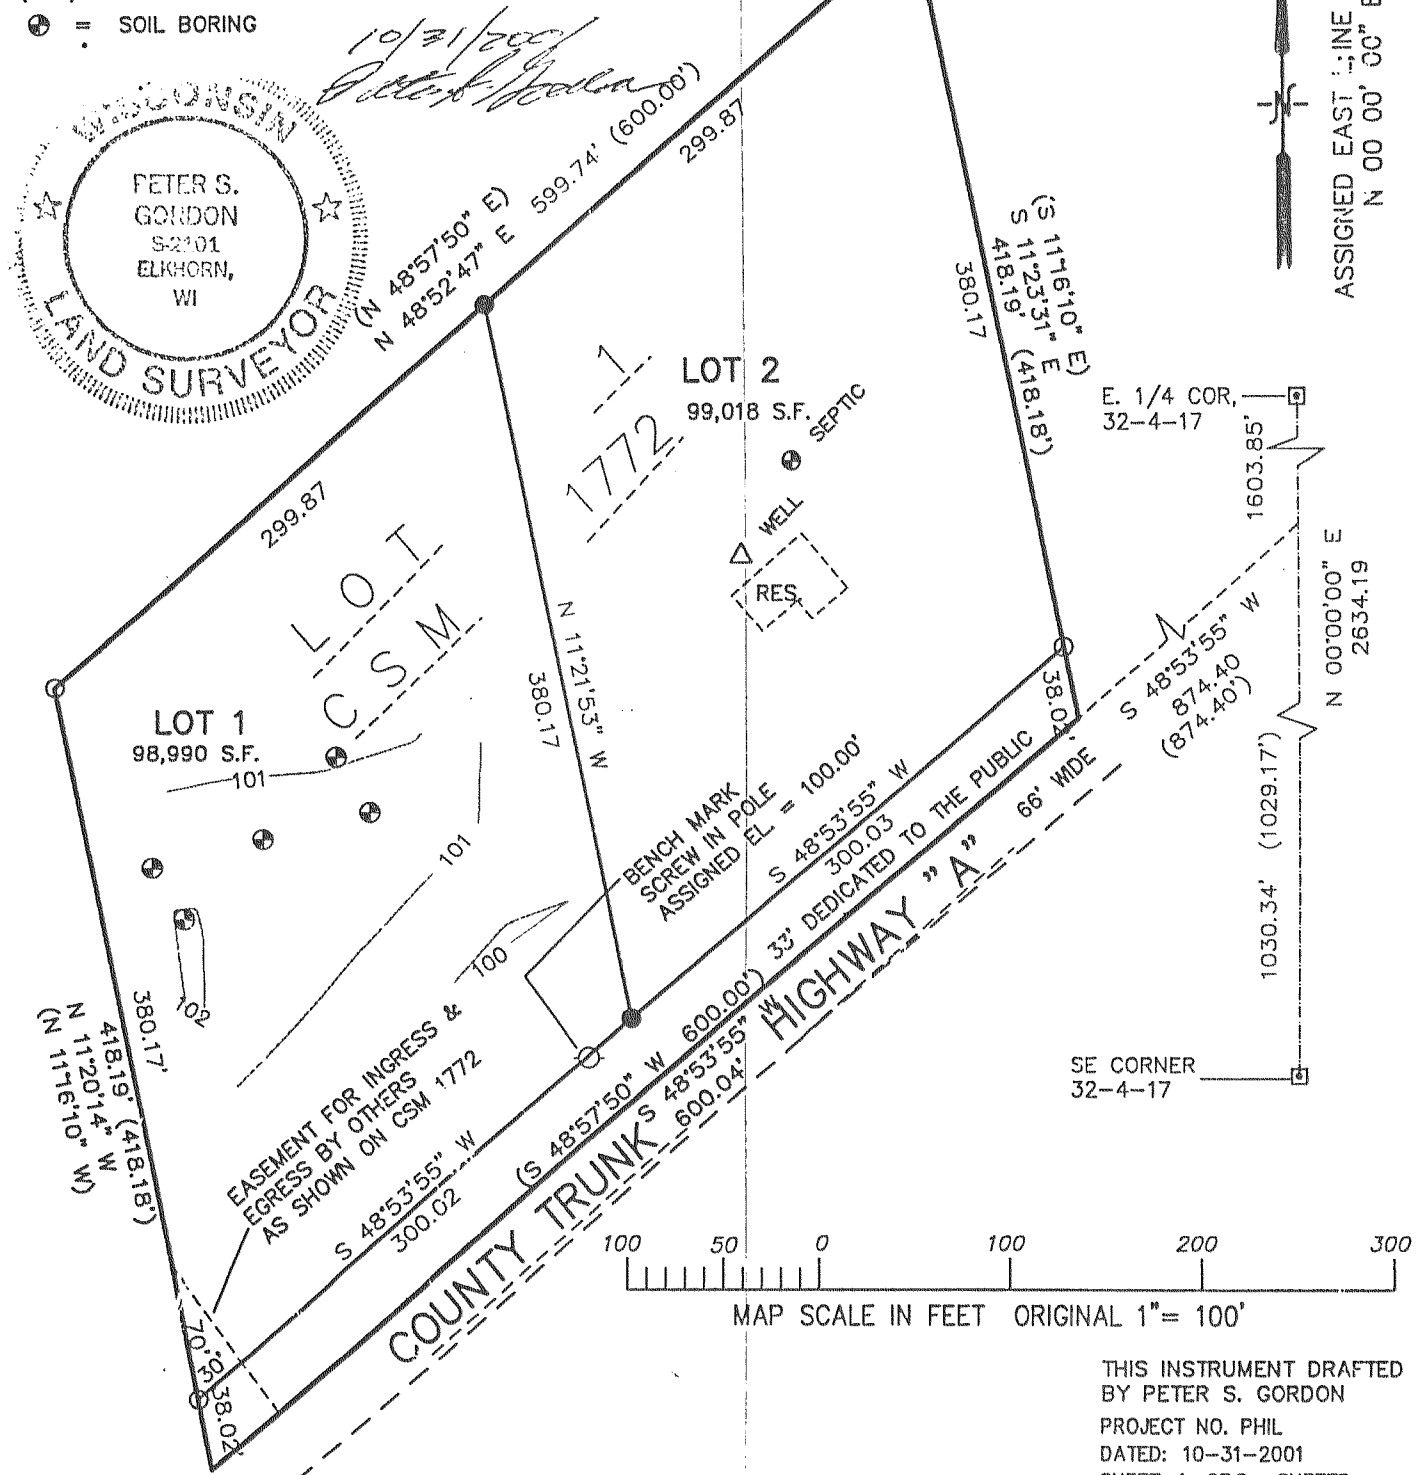 = SOIL BORING
10/31/2001
WISCONSIN
PETER S.
GORDON
S-2101
ELKHORN,
WI
LAND SURVEYOR
(N 48°57'50" E)
N 48°52'47" E 599.74' (600.00')
299.87
299.87
(S 11°16'10" E)
S 11°23'31" E
418.19' (418.18')
380.17
ASSIGNED EAST LINE
N 00 00' 00" E
N
LOT 2
99,018 S.F.
SEPTIC
WELL
RES.
LOT 1
CSM 1772
E. 1/4 COR,
32-4-17
1603.85'
N 00°00'00" E
2634.19
1030.34' (1029.17')
SE CORNER
32-4-17
LOT 1
98,990 S.F.
101
101
102
100
N 11°21'53" W
380.17
BENCH MARK
SCREW IN POLE
ASSIGNED EL. = 100.00'
S 48°53'55" W
300.03
38.02'
33' DEDICATED TO THE PUBLIC
S 48°53'55" W
874.40
(874.40')
66' WIDE
COUNTY TRUNK HIGHWAY "A"
(S 48°57'50" W 600.00')
S 48°53'55" W
600.04'
380.17'
418.19' (418.18')
N 11°20'14" W
(N 11°16'10" W)
EASEMENT FOR INGRESS &
EGRESS BY OTHERS
AS SHOWN ON CSM 1772
S 48°53'55" W
300.02
70'
30'
38.02'
100 50 0 100 200 300
MAP SCALE IN FEET ORIGINAL 1"= 100'
THIS INSTRUMENT DRAFTED
BY PETER S. GORDON
PROJECT NO. PHIL
DATED: 10-31-2001